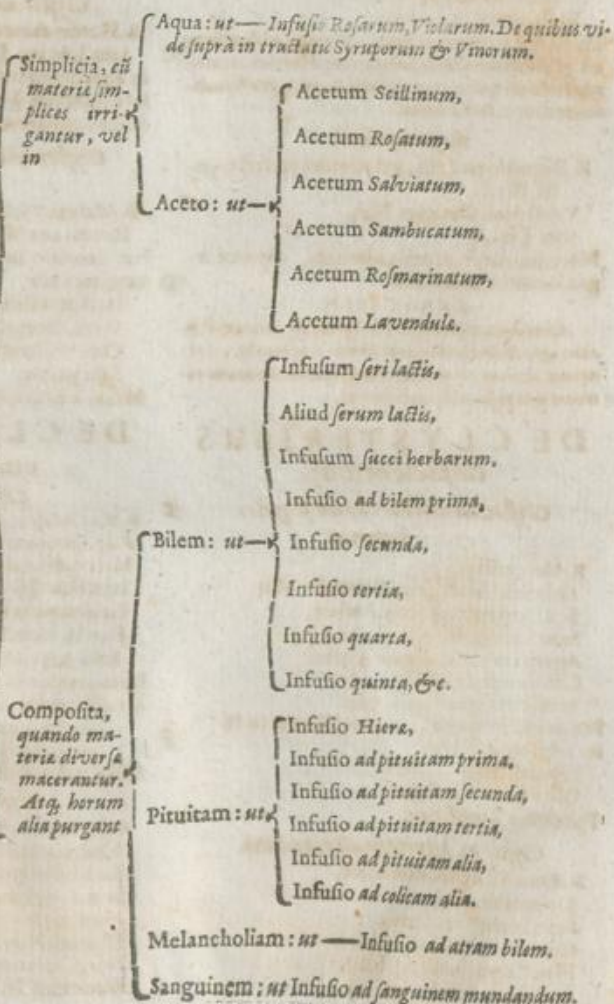 Aqua: ut — Infusio Rosarum, Violarum. De quibus vi-
de suprà in tractatu Syruporum & Vinorum.
Simplicia, cũ
materiæ sim-
plices irri-
gantur, vel
in
Aceto: ut —
Acetum Scillinum,
Acetum Rosatum,
Acetum Salviatum,
Acetum Sambucatum,
Acetum Rosmarinatum,
Acetum Lavendulæ.
Composita,
quando ma-
teriæ diversæ
macerantur.
Atq; horum
alia purgant
Bilem: ut —
Infusum seri lactis,
Aliud serum lactis,
Infusum succi herbarum.
Infusio ad bilem prima,
Infusio secunda,
Infusio tertia,
Infusio quarta,
Infusio quinta, &c.
Pituitam: ut
Infusio Hieræ,
Infusio ad pituitam prima,
Infusio ad pituitam secunda,
Infusio ad pituitam tertia,
Infusio ad pituitam alia,
Infusio ad colicam alia.
Melancholiam: ut — Infusio ad atram bilem.
Sanguinem: ut Infusio ad sanguinem mundandum.